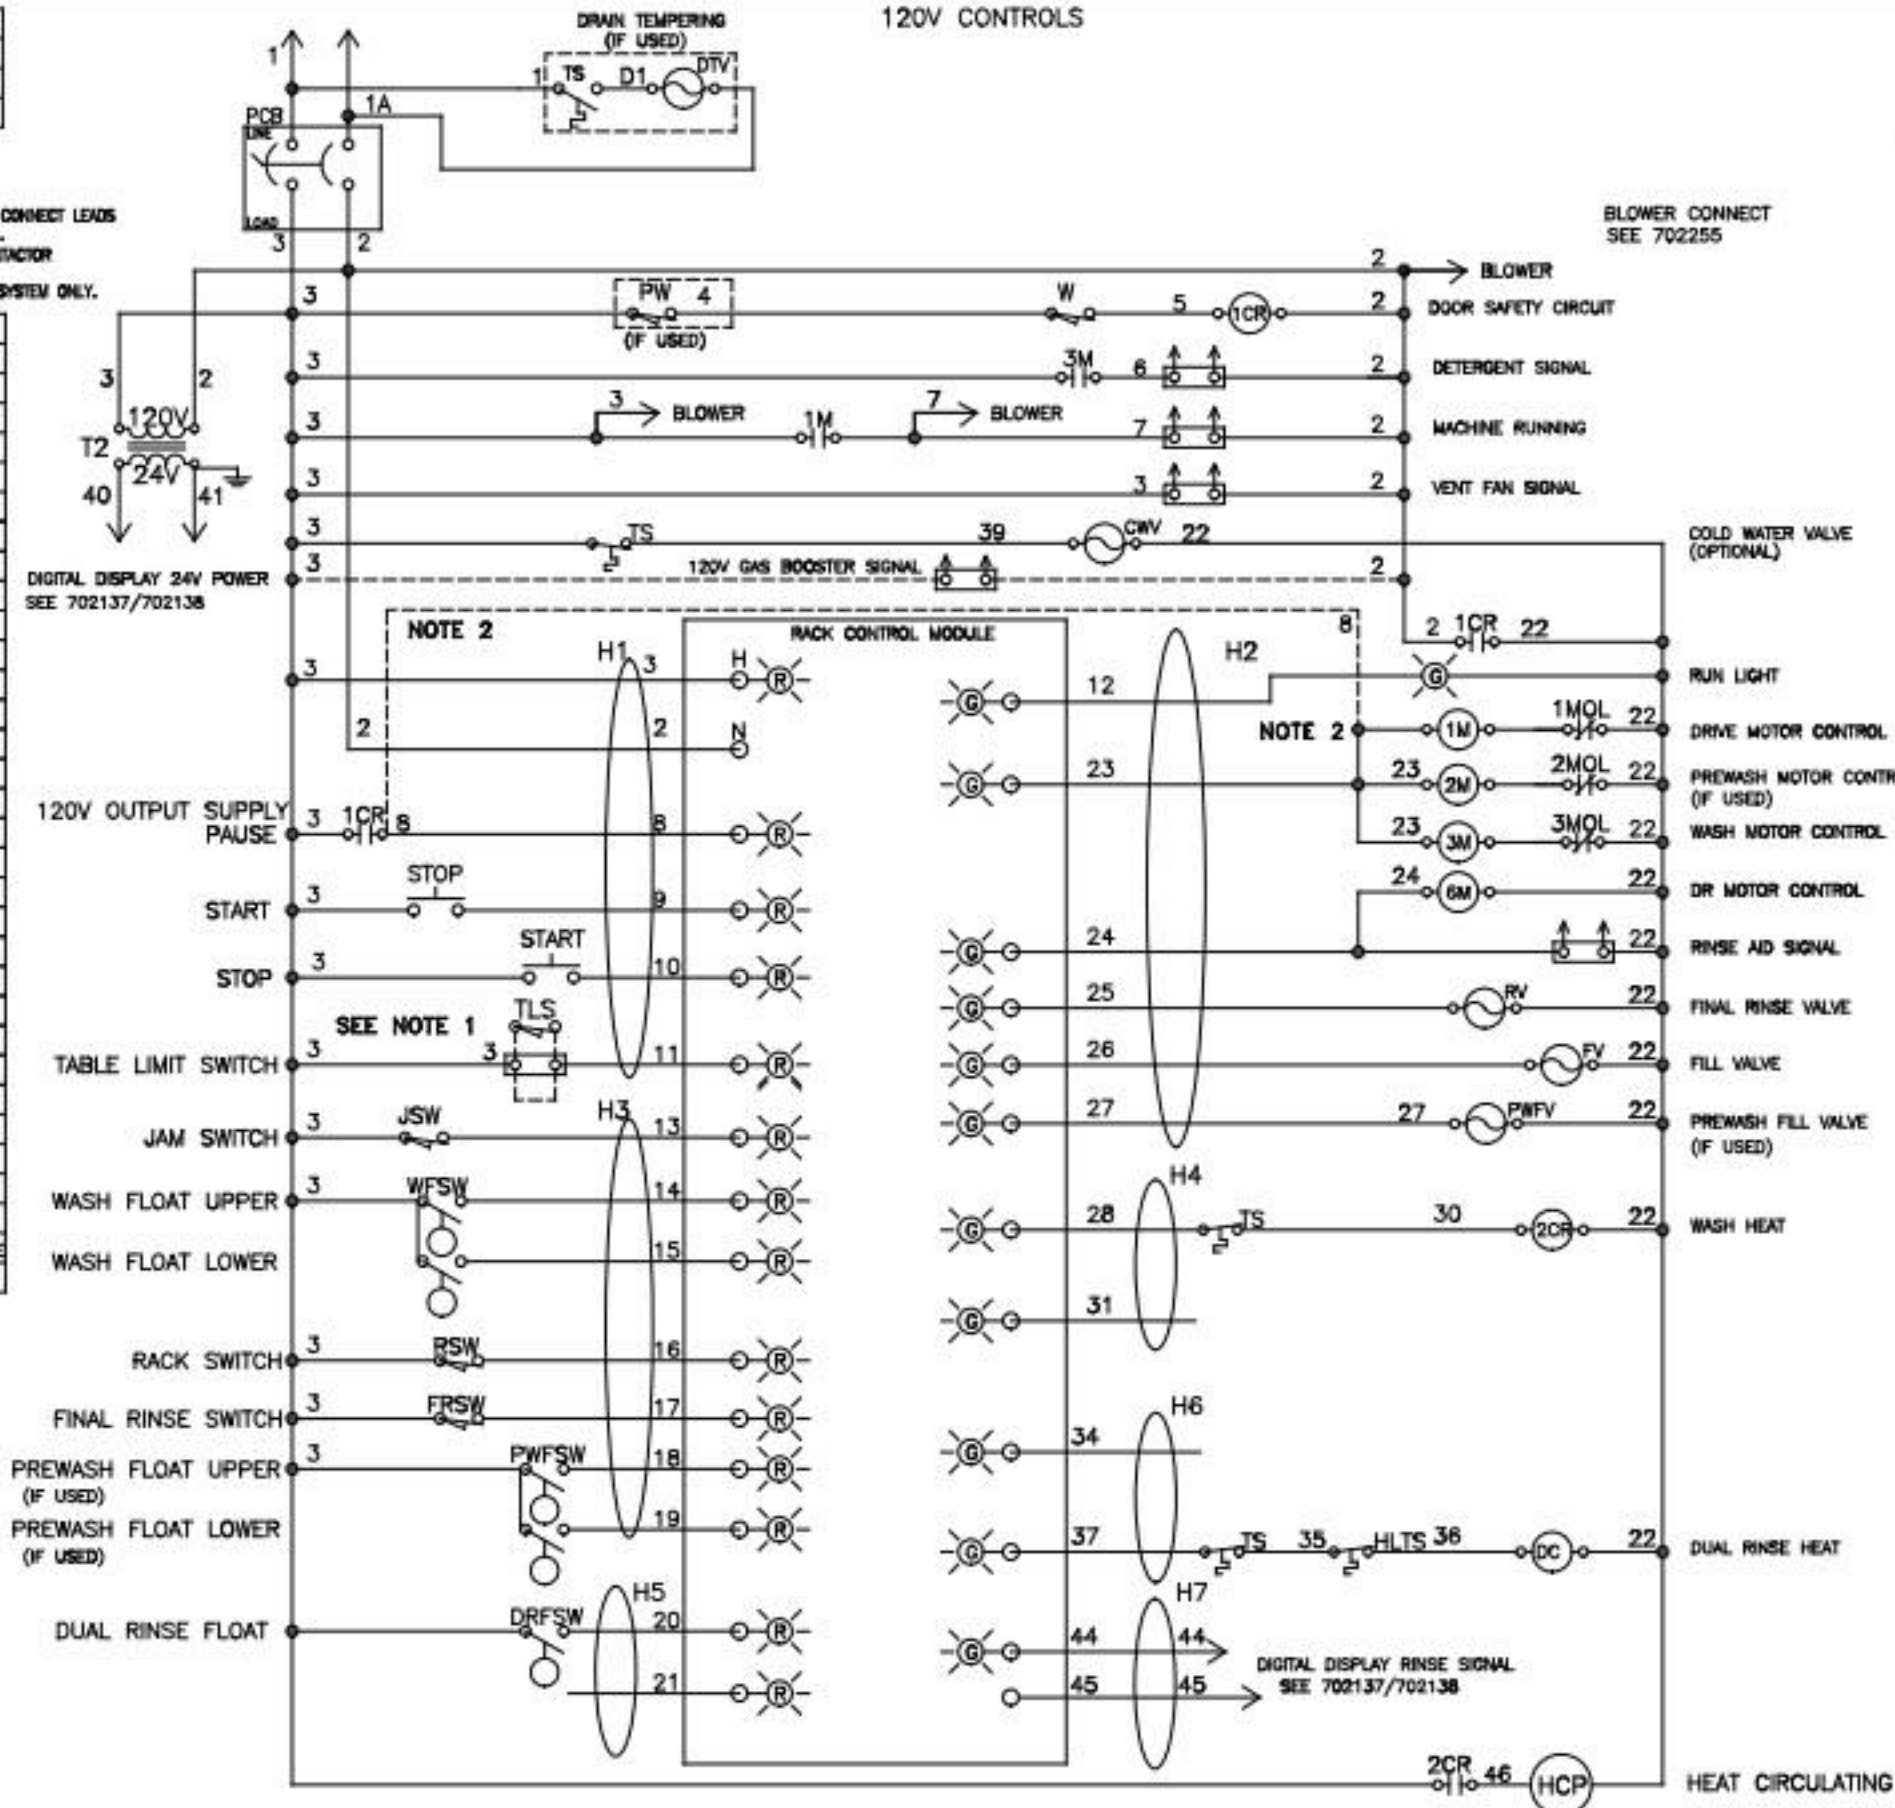 120V CONTROLS
DRAIN TEMPERING
(IF USED)
1
1A
1
TS
D1
DTV
PCB
LINE
LOAD
3
2
CONNECT LEADS
SYSTEM ONLY.
BLOWER CONNECT
SEE 702255
2
BLOWER
3
PW
4
(IF USED)
W
5
1CR
2
DOOR SAFETY CIRCUIT
3
3M
6
2
DETERGENT SIGNAL
3
2
120V
T2
24V
40
41
3
BLOWER
1M
7
BLOWER
7
2
MACHINE RUNNING
3
3
2
VENT FAN SIGNAL
3
TS
39
CWV
22
COLD WATER VALVE
(OPTIONAL)
DIGITAL DISPLAY 24V POWER
SEE 702137/702138
3
120V GAS BOOSTER SIGNAL
2
NOTE 2
RACK CONTROL MODULE
8
2
1CR
22
H1
3
H
R
3
H2
G
12
G
RUN LIGHT
2
2
N
NOTE 2
1M
1MOL
22
DRIVE MOTOR CONTROL
G
23
23
2M
2MOL
22
PREWASH MOTOR CONTR
(IF USED)
120V OUTPUT SUPPLY
PAUSE
3
1CR
8
8
R
23
3M
3MOL
22
WASH MOTOR CONTROL
24
6M
22
DR MOTOR CONTROL
START
3
STOP
9
R
G
24
22
RINSE AID SIGNAL
STOP
3
START
10
R
G
25
RV
22
FINAL RINSE VALVE
SEE NOTE 1
TLS
TABLE LIMIT SWITCH
3
3
11
R
G
26
FV
22
FILL VALVE
H3
JAM SWITCH
3
JSW
13
R
G
27
27
PWFV
22
PREWASH FILL VALVE
(IF USED)
WASH FLOAT UPPER
3
WFSW
14
R
H4
G
28
TS
30
2CR
22
WASH HEAT
WASH FLOAT LOWER
15
R
G
31
RACK SWITCH
3
RSW
16
R
FINAL RINSE SWITCH
3
FRSW
17
R
H6
G
34
PREWASH FLOAT UPPER
(IF USED)
3
PWFSW
18
R
PREWASH FLOAT LOWER
(IF USED)
19
R
G
37
TS
35
HLTS
36
DC
22
DUAL RINSE HEAT
H5
H7
DUAL RINSE FLOAT
DRFSW
20
R
G
44
44
DIGITAL DISPLAY RINSE SIGNAL
SEE 702137/702138
21
R
45
45
2CR
46
HCP
HEAT CIRCULATING